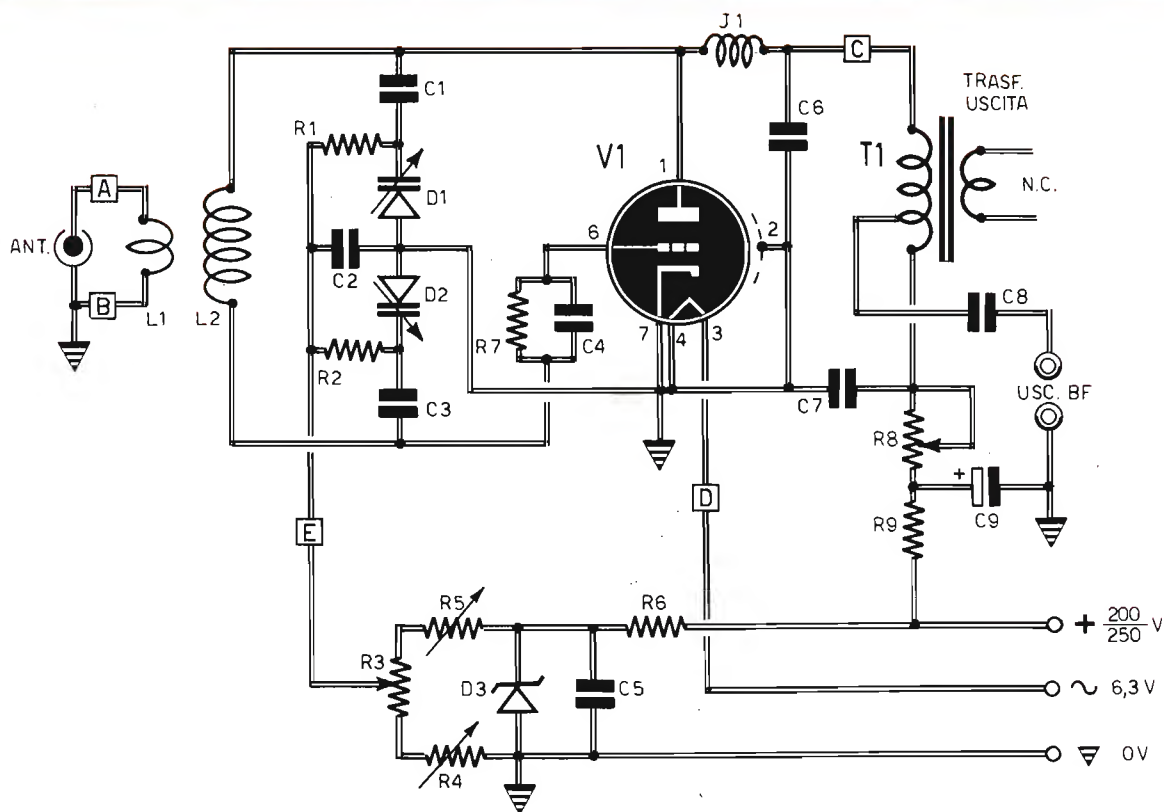 J1
C
TRASF.
USCITA
C1
C6
R1
V1
T1
1
A
D1
N.C.
ANT.
6
2
C2
C8
B
D2
L1
L2
R7
C4
7
4
3
R2
C7
USC. BF
C3
R8
D
+
C9
E
R9
R5
R6
+ 200/250 V
R3
D3
C5
∼ 6,3 V
R4
0V